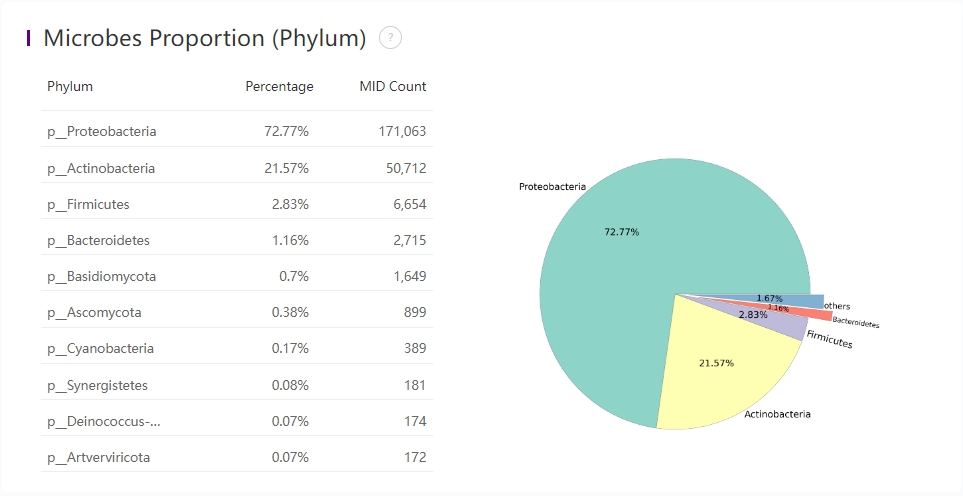 Microbes Proportion (Phylum) ?
Phylum Percentage MID Count
p__Proteobacteria 72.77% 171,063
p__Actinobacteria 21.57% 50,712
p__Firmicutes 2.83% 6,654
p__Bacteroidetes 1.16% 2,715
p__Basidiomycota 0.7% 1,649
p__Ascomycota 0.38% 899
p__Cyanobacteria 0.17% 389
p__Synergistetes 0.08% 181
p__Deinococcus-... 0.07% 174
p__Artverviricota 0.07% 172
Proteobacteria
72.77%
1.67%
others
1.16%
Bacteroidetes
2.83%
Firmicutes
21.57%
Actinobacteria